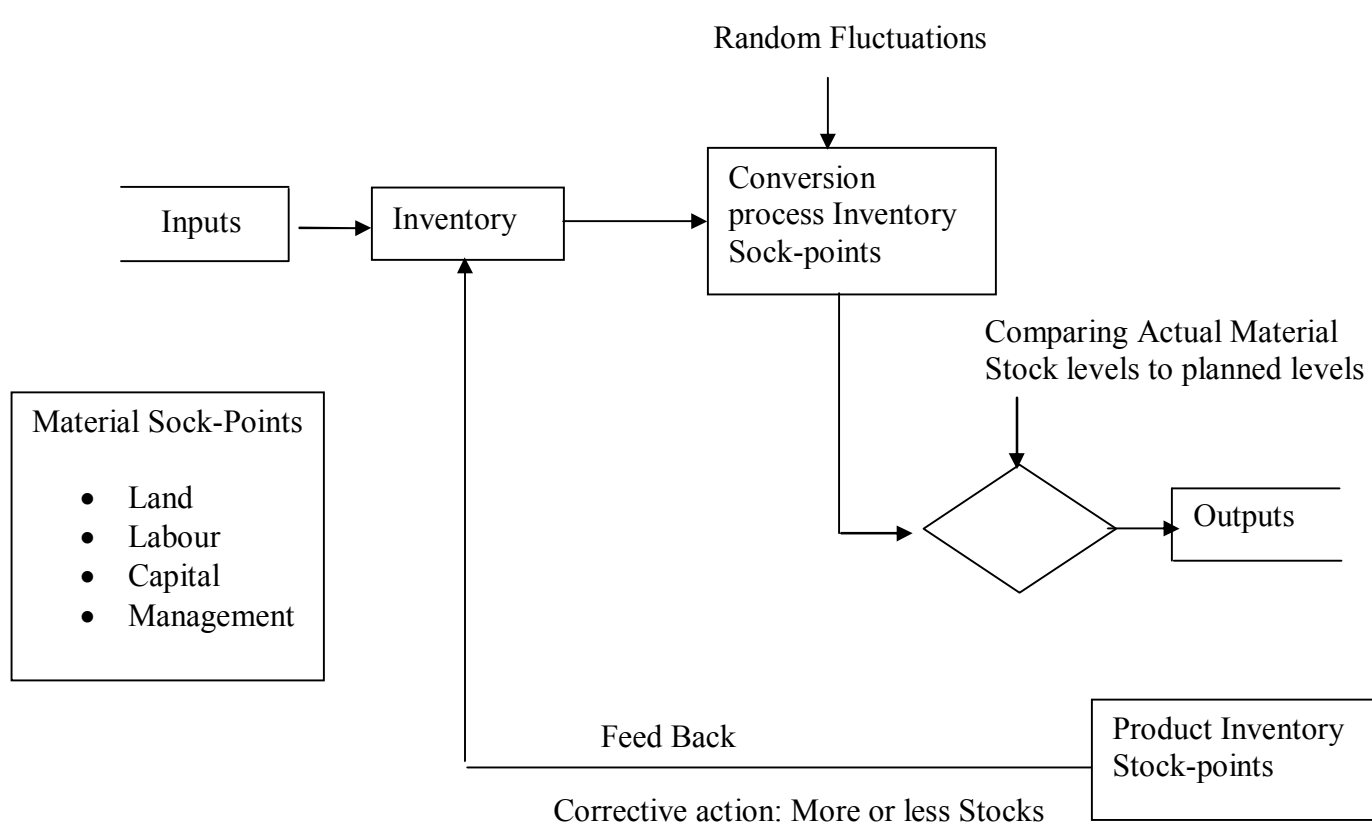 Random Fluctuations
Inputs
Inventory
Conversion
process Inventory
Sock-points
Comparing Actual Material
Stock levels to planned levels
Material Sock-Points
• Land
• Labour
• Capital
• Management
Outputs
Feed Back
Product Inventory
Stock-points
Corrective action: More or less Stocks